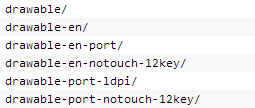 drawable/
drawable-en/
drawable-en-port/
drawable-en-notouch-12key/
drawable-port-ldpi/
drawable-port-notouch-12key/